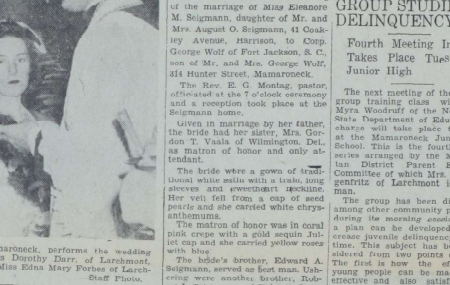 of the marriage of Miss Eleanore
M. Seigmann, daughter of Mr. and
Mrs. August O. Seigmann, 41 Coak-
ley Avenue, Harrison, to Corp.
George Wolf of Fort Jackson, S. C.,
son of Mr. and Mrs. George Wolf,
314 Hunter Street, Mamaroneck.
The Rev. E. G. Montag, pastor,
officiated at the 7 o'clock ceremony
and a reception took place at the
Seigmann home.
Given in marriage by her father,
the bride had her sister, Mrs. Gor-
don T. Vaala of Wilmington, Del.,
as matron of honor and only at-
tendant.
The bride wore a gown of tradi-
tional white satin with a train, long
sleeves and sweetheart neckline.
Her veil fell from a cap of seed
pearls and she carried white chrys-
anthemums.
The matron of honor was in coral
pink crepe with a gold sequin Jul-
iet cap and she carried yellow roses
with blue.
The bride's brother, Edward A.
Seigmann, served as best man. Ush-
ering were another brother, Rob-
maroneck, performs the wedding
s Dorothy Darr, of Larchmont,
Miss Edna Mary Forbes of Larch-
Staff Photo.
GROUP STUDI
DELINQUENCY
Fourth Meeting In
Takes Place Tues
Junior High
The next meeting of the
group training class wi
Myra Woodruff of the N
State Department of Edu
charge will take place
at the Mamaroneck Jun
School. This is the fourt
series arranged by the M
tan District Parent E
Committee of which Mrs.
genfritz of Larchmont i
man.
The group has been di
among other community p
during its morning
a plan can be developed
crease juvenile delinquenc
time. This subject has be
sidered from two points
The first is how the ef
young people can be ma
effective and also satisf